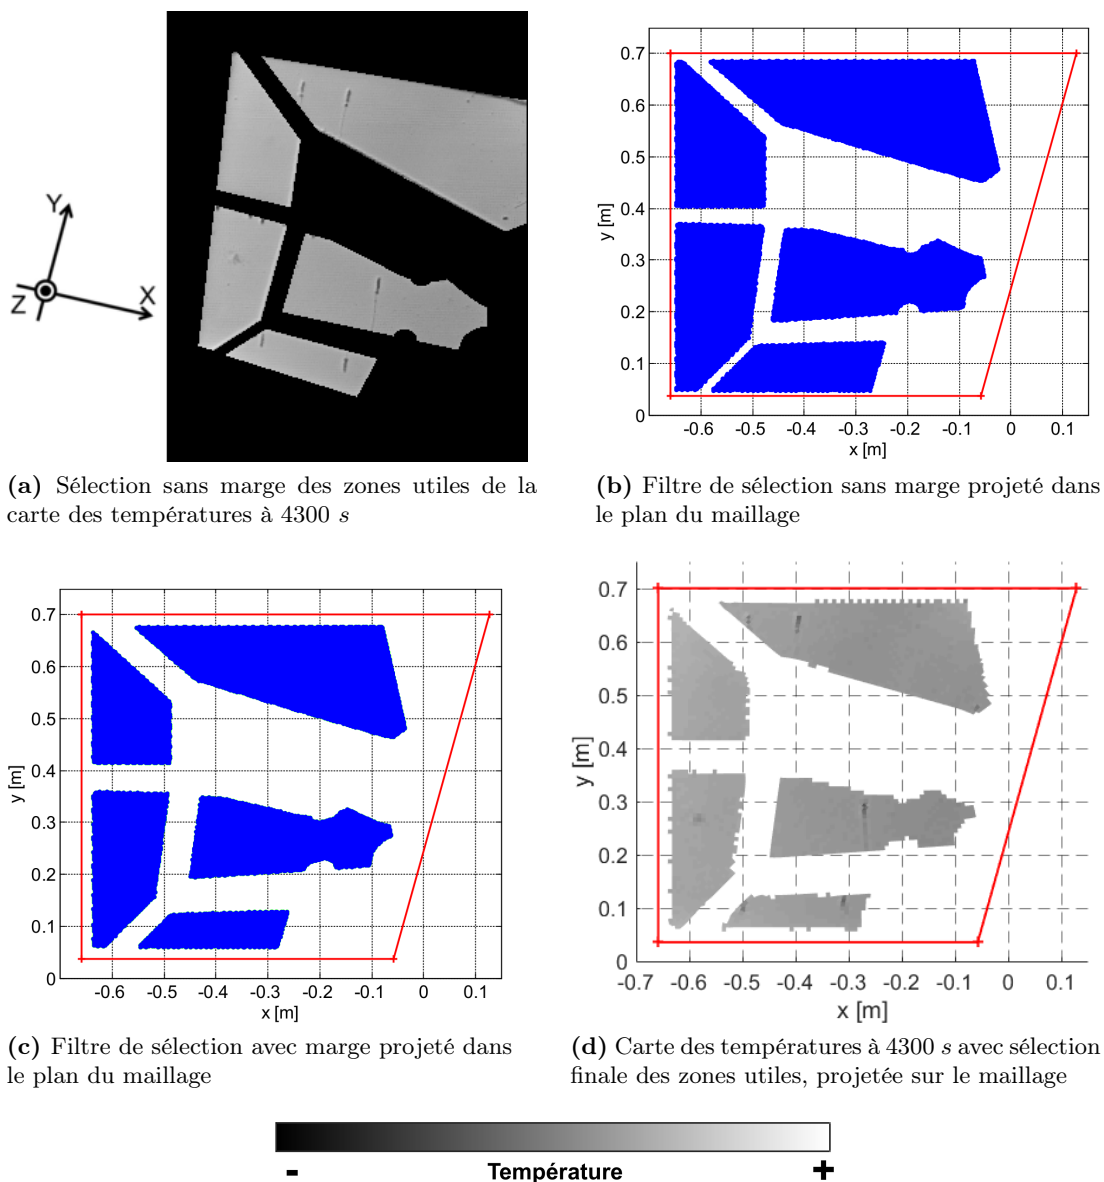 Y
X
Z
0.7
0.6
0.5
0.4
0.3
0.2
0.1
0
y [m]
-0.6 -0.5 -0.4 -0.3 -0.2 -0.1 0 0.1
x [m]
(a) Sélection sans marge des zones utiles de la
carte des températures à 4300 s
(b) Filtre de sélection sans marge projeté dans
le plan du maillage
0.7
0.6
0.5
0.4
0.3
0.2
0.1
0
y [m]
-0.6 -0.5 -0.4 -0.3 -0.2 -0.1 0 0.1
x [m]
0.7
0.6
0.5
0.4
0.3
0.2
0.1
0
y [m]
-0.7 -0.6 -0.5 -0.4 -0.3 -0.2 -0.1 0 0.1
x [m]
(c) Filtre de sélection avec marge projeté dans
le plan du maillage
(d) Carte des températures à 4300 s avec sélection
finale des zones utiles, projetée sur le maillage
- Température +